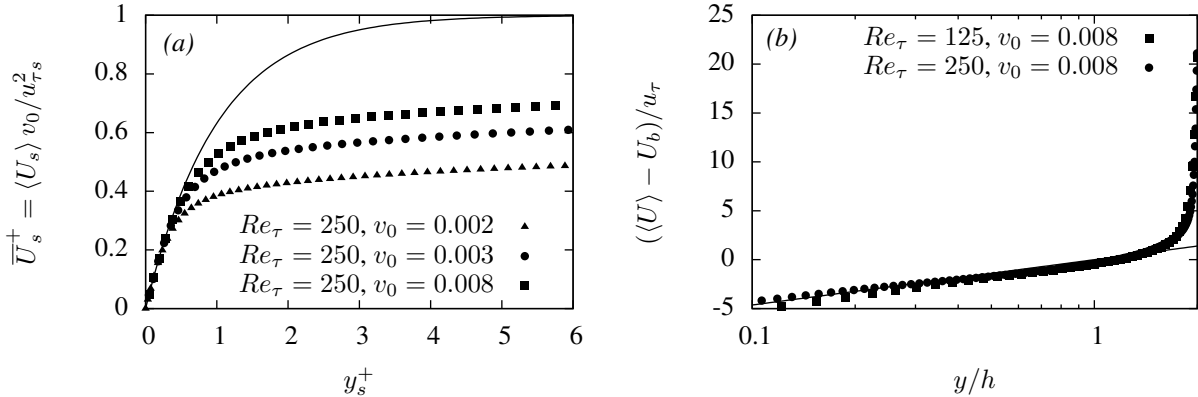 (a)
1
0.8
0.6
0.4
0.2
0
0 1 2 3 4 5 6
y_s^+
\overline{U}_s^+ = ⟨U_s⟩ v_0/u_{τs}^2
Re_τ = 250, v_0 = 0.002
Re_τ = 250, v_0 = 0.003
Re_τ = 250, v_0 = 0.008
(b)
25
20
15
10
5
0
-5
0.1 1
y/h
(⟨U⟩ − U_b)/u_τ
Re_τ = 125, v_0 = 0.008
Re_τ = 250, v_0 = 0.008